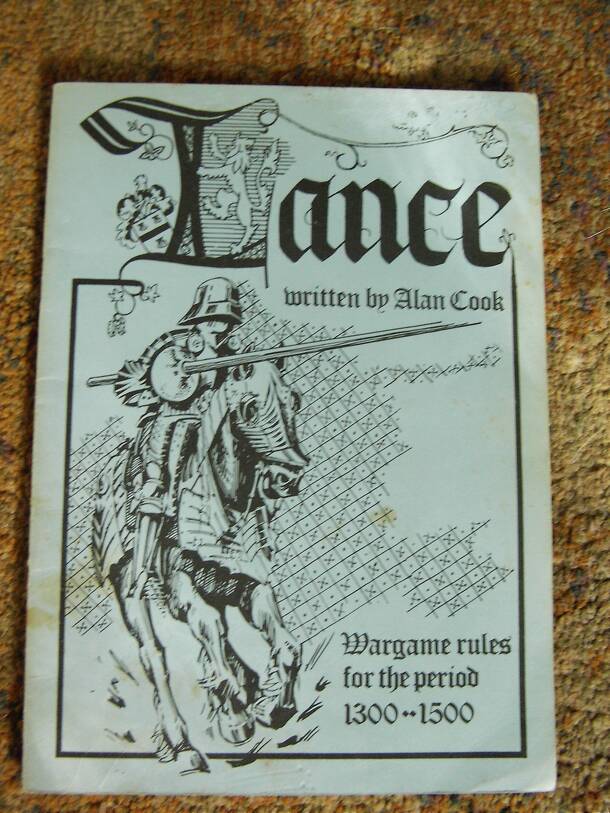 Lance
written by Alan Cook
Wargame rules
for the period
1300··1500